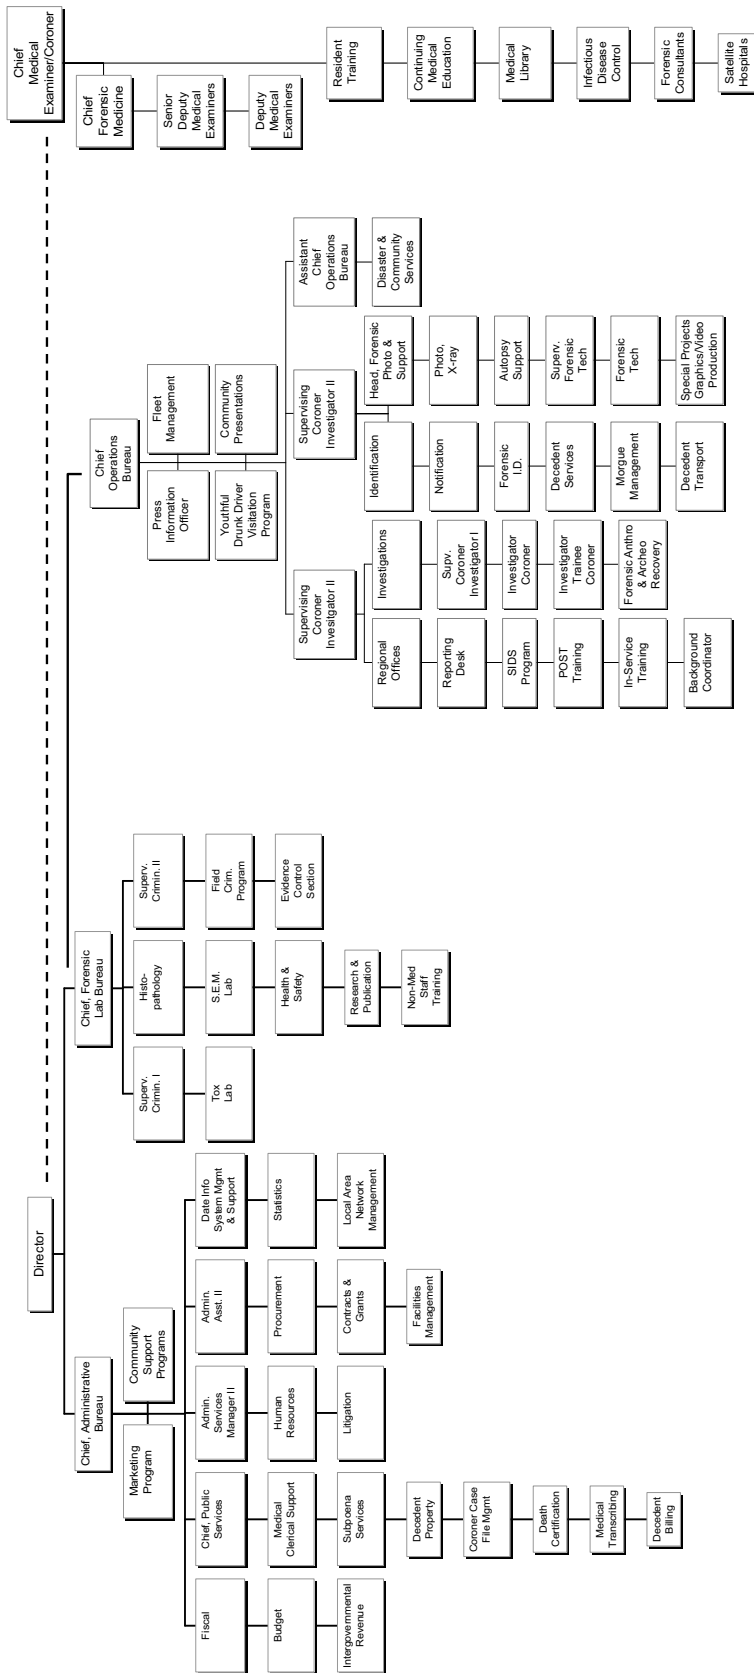 Director
Chief
Medical
Examiner/Coroner
Chief, Administrative
Bureau
Marketing
Program
Community
Support
Programs
Fiscal
Budget
Intergovernmental
Revenue
Chief, Public
Services
Medical
Clerical Support
Subpoena
Services
Decedent
Property
Coroner Case
File Mgmt
Death
Certification
Medical
Transcribing
Decedent
Billing
Admin.
Services
Manager II
Human
Resources
Litigation
Admin.
Asst. II
Procurement
Contracts &
Grants
Facilities
Management
Date Info
System Mgmt
& Support
Statistics
Local Area
Network
Management
Chief, Forensic
Lab Bureau
Superv.
Crimin. I
Tox
Lab
Histo-
pathology
S.E.M.
Lab
Health &
Safety
Research &
Publication
Non-Med
Staff
Training
Superv.
Crimin. II
Field
Crim.
Program
Evidence
Control
Section
Chief
Operations
Bureau
Press
Information
Officer
Fleet
Management
Youthful
Drunk Driver
Visitation
Program
Community
Presentations
Supervising
Coroner
Invesitgator II
Regional
Offices
Reporting
Desk
SIDS
Program
POST
Training
In-Service
Training
Background
Coordinator
Investigations
Supv.
Coroner
Investigator I
Investigator
Coroner
Investigator
Trainee
Coroner
Forensic Anthro
& Archeo
Recovery
Supervising
Coroner
Investigator II
Identification
Notification
Forensic
I.D.
Decedent
Services
Morgue
Management
Decedent
Transport
Head, Forensic
Photo &
Support
Photo,
X-ray
Autopsy
Support
Superv.
Forensic
Tech
Forensic
Tech
Special Projects
Graphics/Video
Production
Assistant
Chief
Operations
Bureau
Disaster &
Community
Services
Chief
Forensic
Medicine
Senior
Deputy
Medical
Examiners
Deputy
Medical
Examiners
Resident
Training
Continuing
Medical
Education
Medical
Library
Infectious
Disease
Control
Forensic
Consultants
Satellite
Hospitals